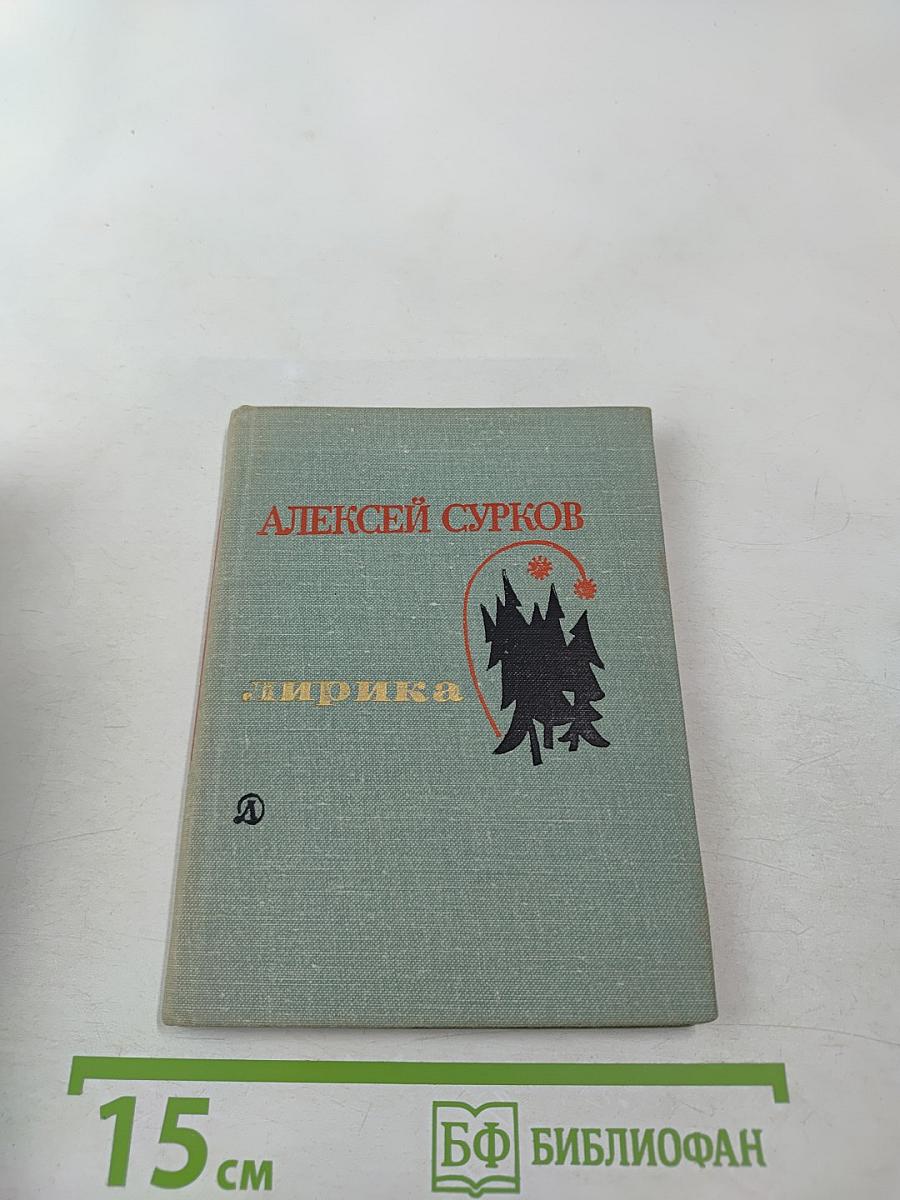 АЛЕКСЕЙ СУРКОВ
лирика
Д
15 см
БФ БИБЛИОФАН